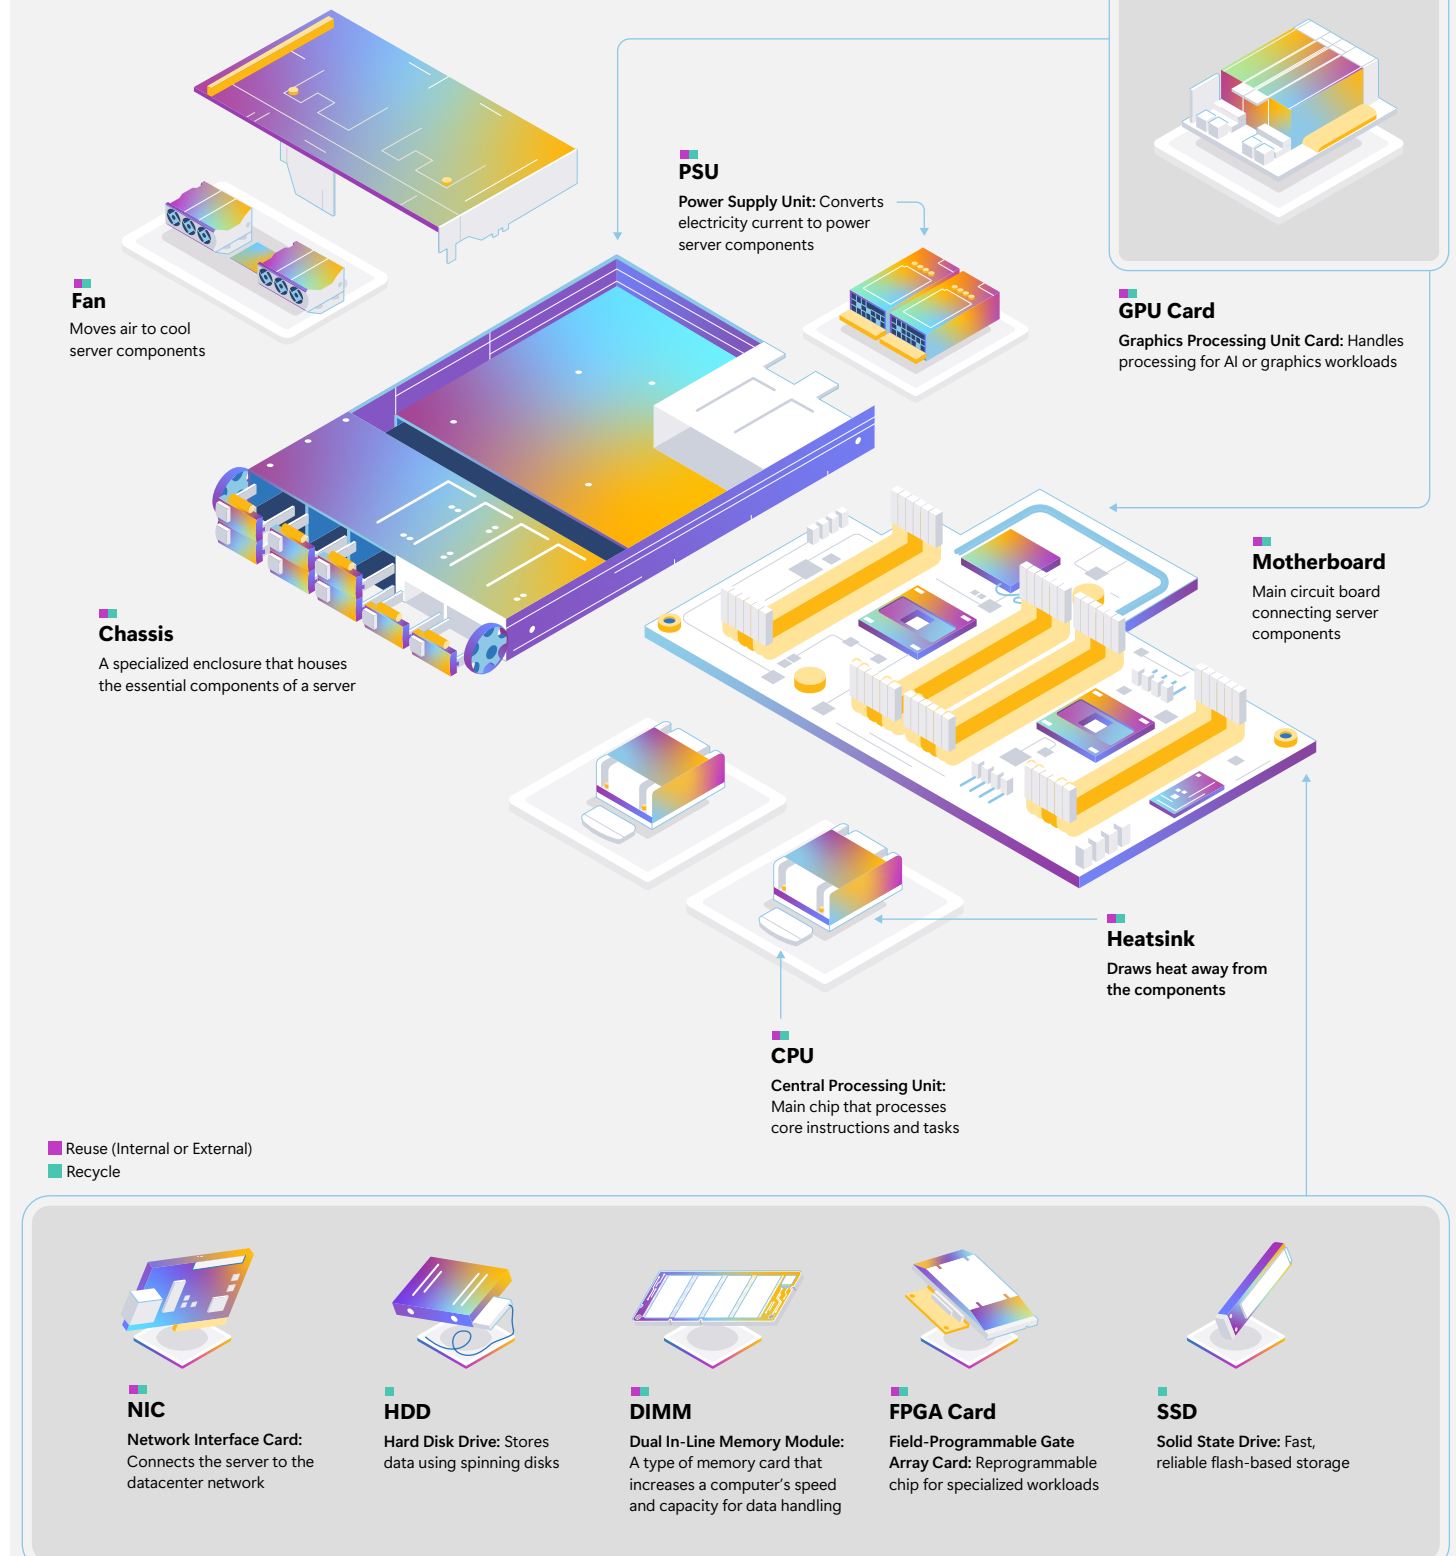 PSU
Power Supply Unit: Converts
electricity current to power
server components
Fan
Moves air to cool
server components
GPU Card
Graphics Processing Unit Card: Handles
processing for AI or graphics workloads
Motherboard
Main circuit board
connecting server
components
Chassis
A specialized enclosure that houses
the essential components of a server
Heatsink
Draws heat away from
the components
CPU
Central Processing Unit:
Main chip that processes
core instructions and tasks
Reuse (Internal or External)
Recycle
NIC
Network Interface Card:
Connects the server to the
datacenter network
HDD
Hard Disk Drive: Stores
data using spinning disks
DIMM
Dual In-Line Memory Module:
A type of memory card that
increases a computer's speed
and capacity for data handling
FPGA Card
Field-Programmable Gate
Array Card: Reprogrammable
chip for specialized workloads
SSD
Solid State Drive: Fast,
reliable flash-based storage